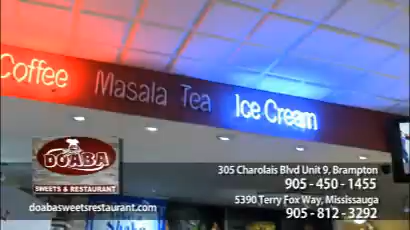 Coffee Masala Tea Ice Cream
DOABA
SWEETS & RESTAURANT
doabasweetsrestaurant.com
305 Charolais Blvd Unit 9, Brampton
905 - 450 - 1455
5390 Terry Fox Way, Mississauga
905 - 812 - 3292